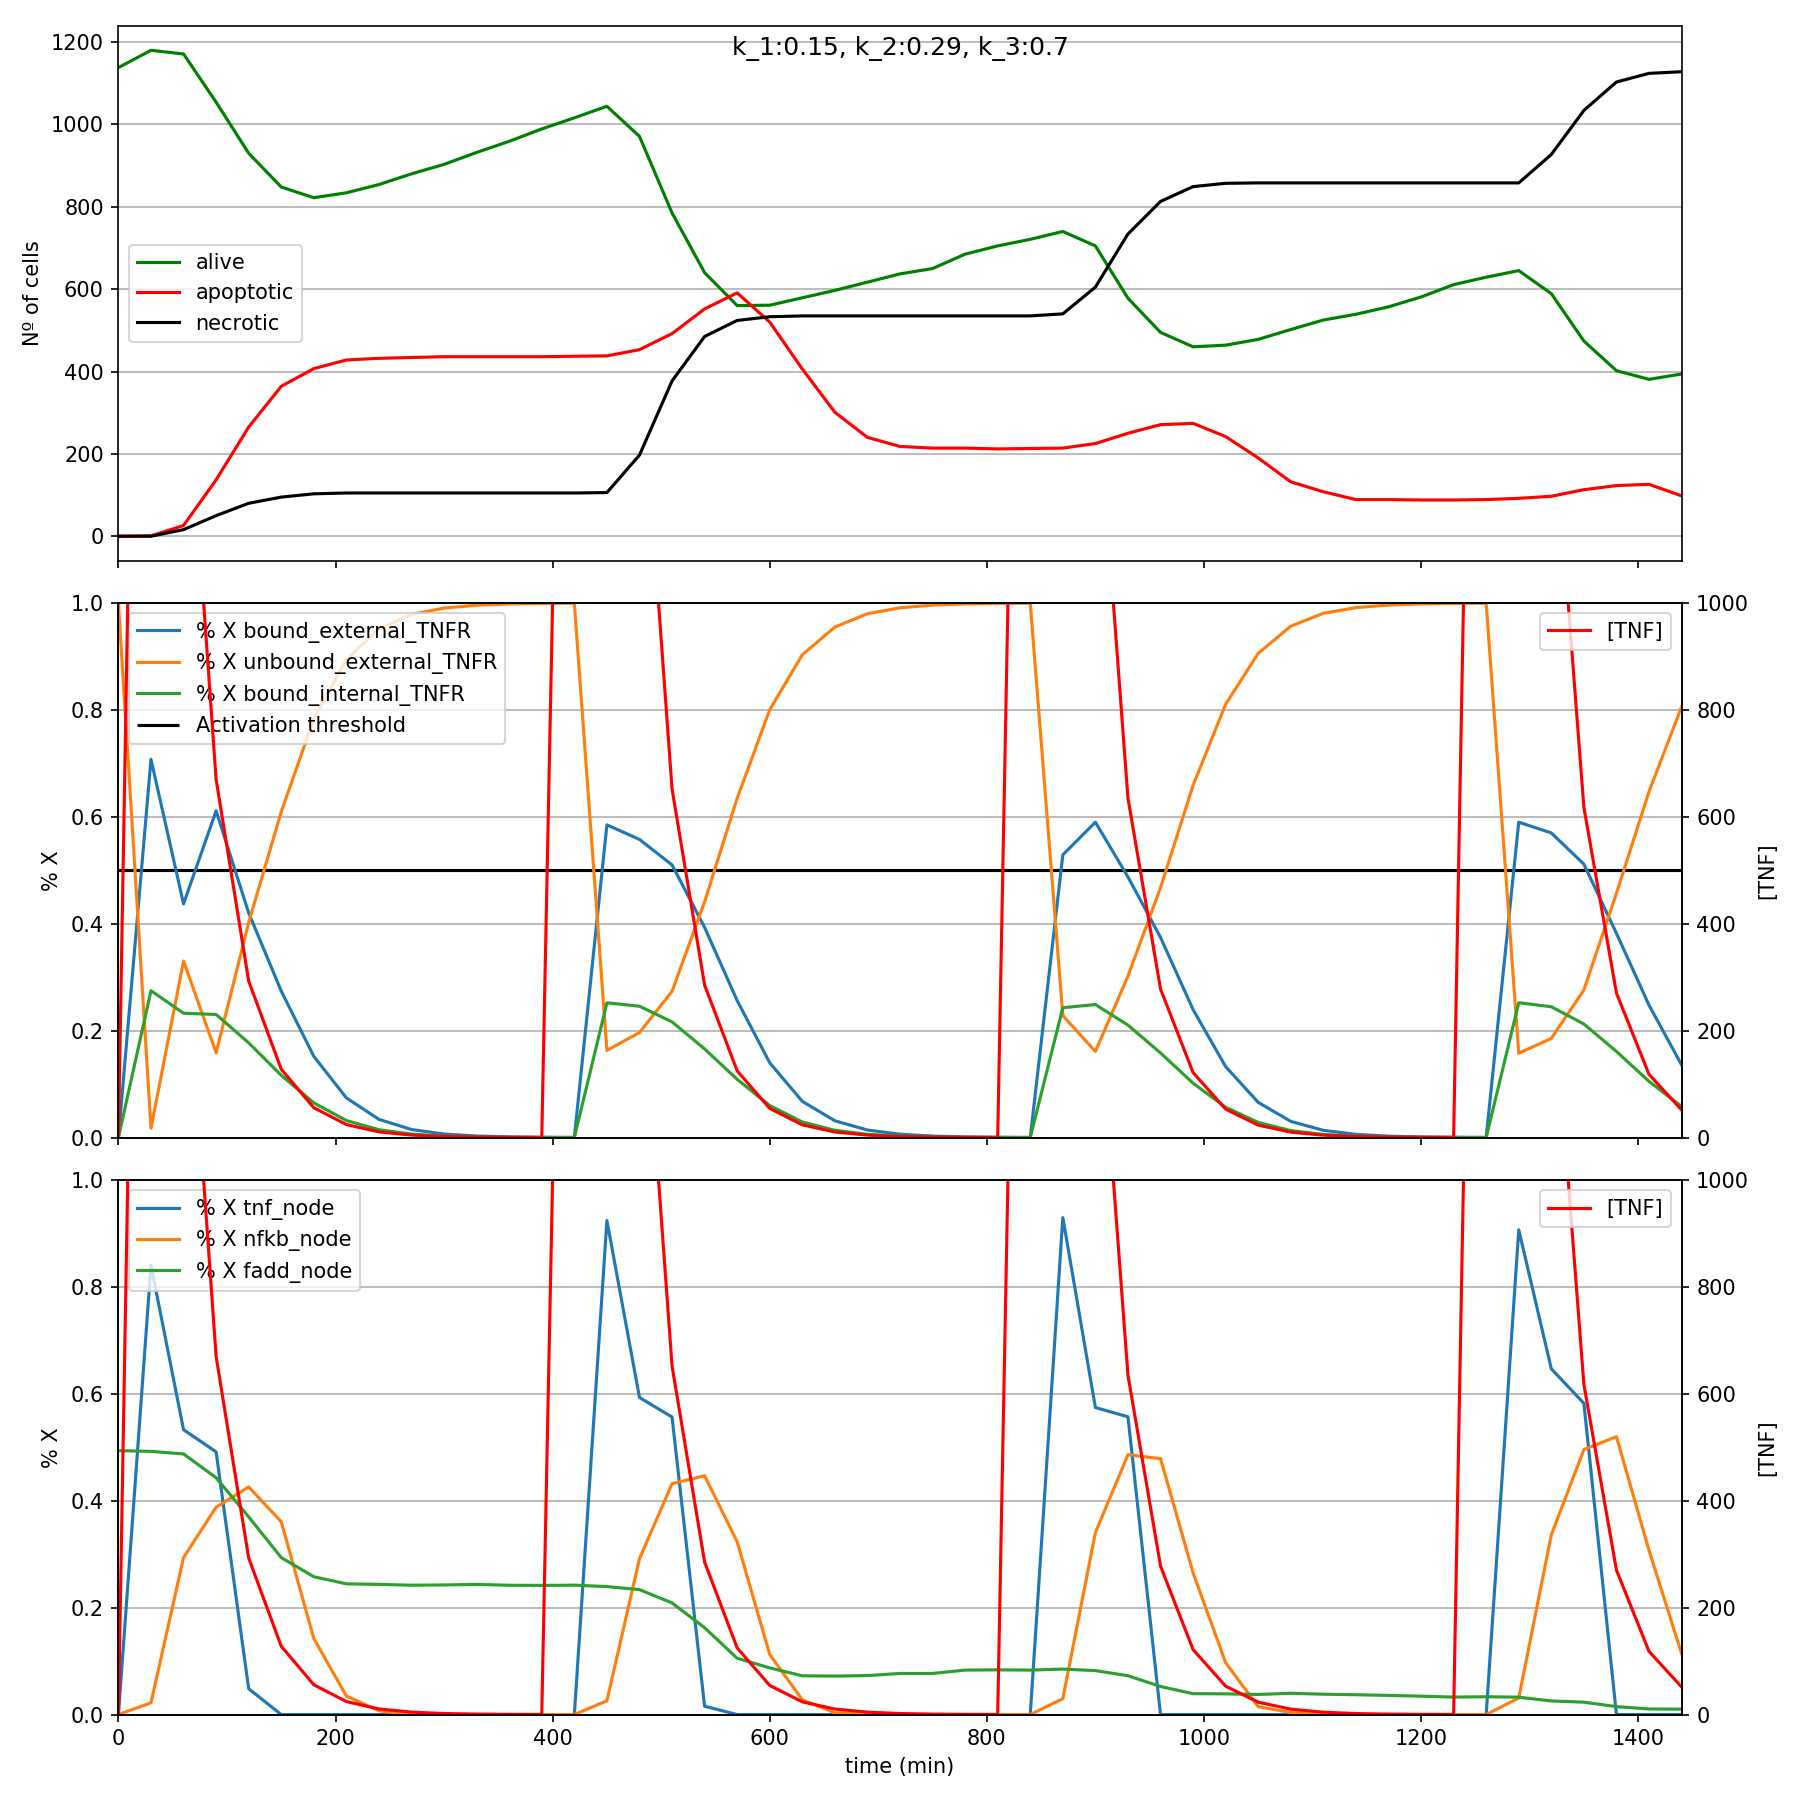 k_1:0.15, k_2:0.29, k_3:0.7
1200
1000
800
600
400
200
0
Nº of cells
alive
apoptotic
necrotic
1.0
0.8
0.6
0.4
0.2
0.0
% X
% X bound_external_TNFR
% X unbound_external_TNFR
% X bound_internal_TNFR
Activation threshold
[TNF]
1000
800
600
400
200
0
[TNF]
1.0
0.8
0.6
0.4
0.2
0.0
% X
% X tnf_node
% X nfkb_node
% X fadd_node
[TNF]
1000
800
600
400
200
0
[TNF]
0 200 400 600 800 1000 1200 1400
time (min)